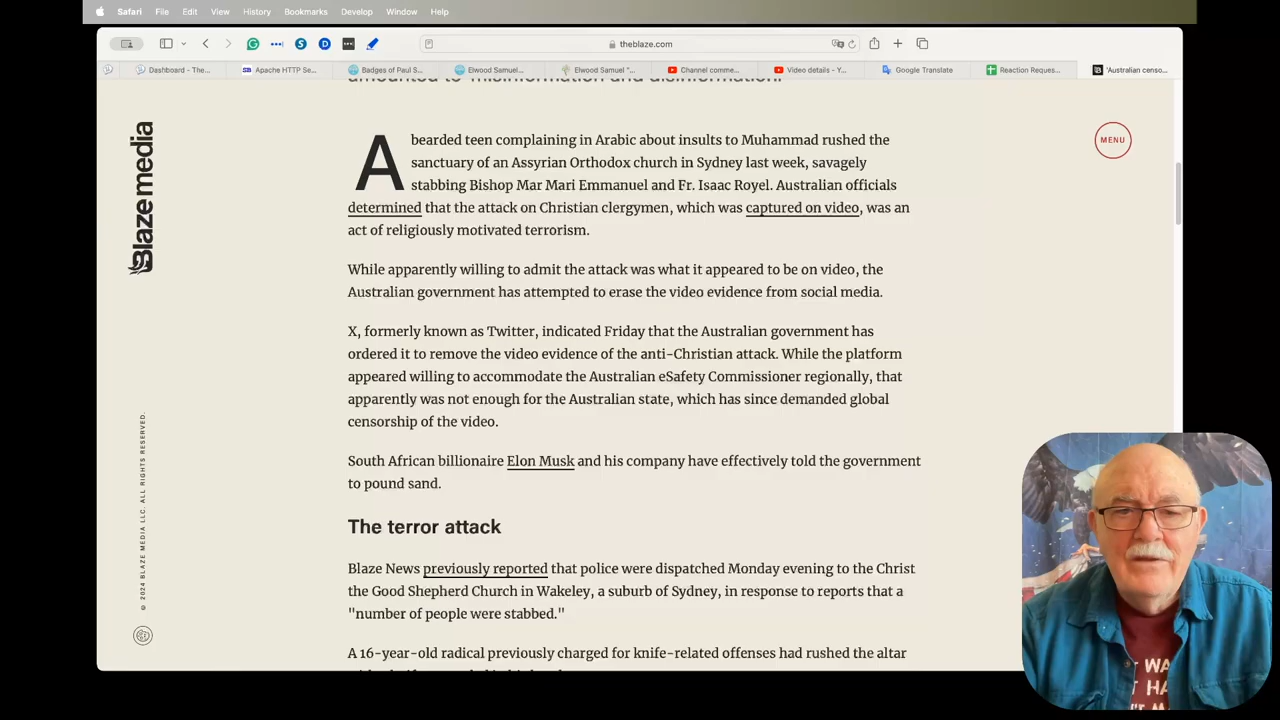 Safari File Edit View History Bookmarks Develop Window Help
theblaze.com
Dashboard - The...
Apache HTTP Se...
Badges of Paul S...
Elwood Samuel...
Elwood Samuel "...
Channel comme...
Video details - Y...
Google Translate
Reaction Reques...
'Australian censo...
amounted to 'misinformation and disinformation.'
Blaze media
MENU
A bearded teen complaining in Arabic about insults to Muhammad rushed the
sanctuary of an Assyrian Orthodox church in Sydney last week, savagely
stabbing Bishop Mar Mari Emmanuel and Fr. Isaac Royel. Australian officials
determined that the attack on Christian clergymen, which was captured on video, was an
act of religiously motivated terrorism.
While apparently willing to admit the attack was what it appeared to be on video, the
Australian government has attempted to erase the video evidence from social media.
X, formerly known as Twitter, indicated Friday that the Australian government has
ordered it to remove the video evidence of the anti-Christian attack. While the platform
appeared willing to accommodate the Australian eSafety Commissioner regionally, that
apparently was not enough for the Australian state, which has since demanded global
censorship of the video.
South African billionaire Elon Musk and his company have effectively told the government
to pound sand.
The terror attack
Blaze News previously reported that police were dispatched Monday evening to the Christ
the Good Shepherd Church in Wakeley, a suburb of Sydney, in response to reports that a
"number of people were stabbed."
A 16-year-old radical previously charged for knife-related offenses had rushed the altar
© 2024 BLAZE MEDIA LLC. ALL RIGHTS RESERVED.